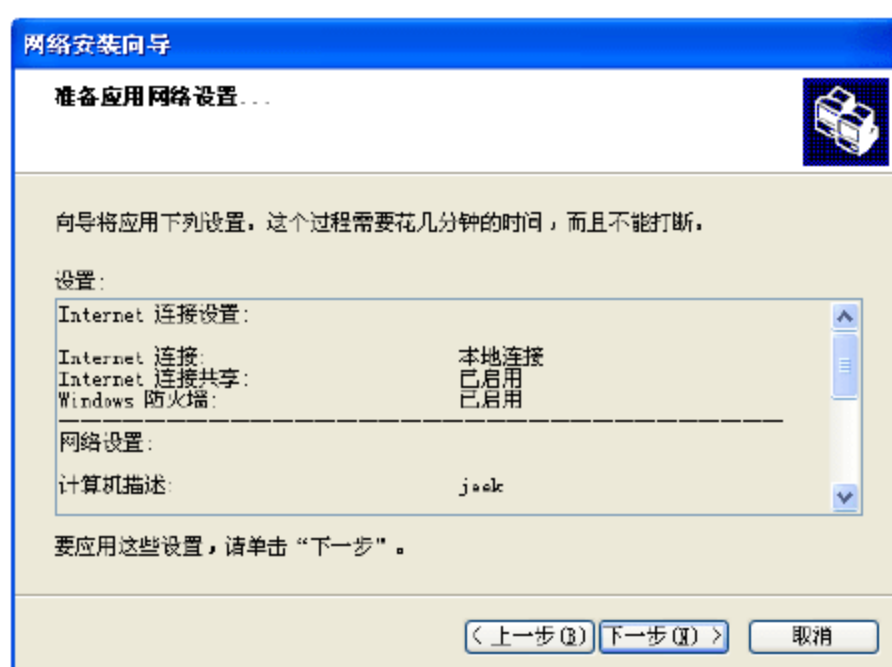 网络安装向导
准备应用网络设置...
向导将应用下列设置。这个过程需要花几分钟的时间，而且不能打断。
设置:
Internet 连接设置:
Internet 连接: 本地连接
Internet 连接共享: 已启用
Windows 防火墙: 已启用
网络设置:
计算机描述: jeek
要应用这些设置，请单击“下一步”。
< 上一步(B) 下一步(N) > 取消